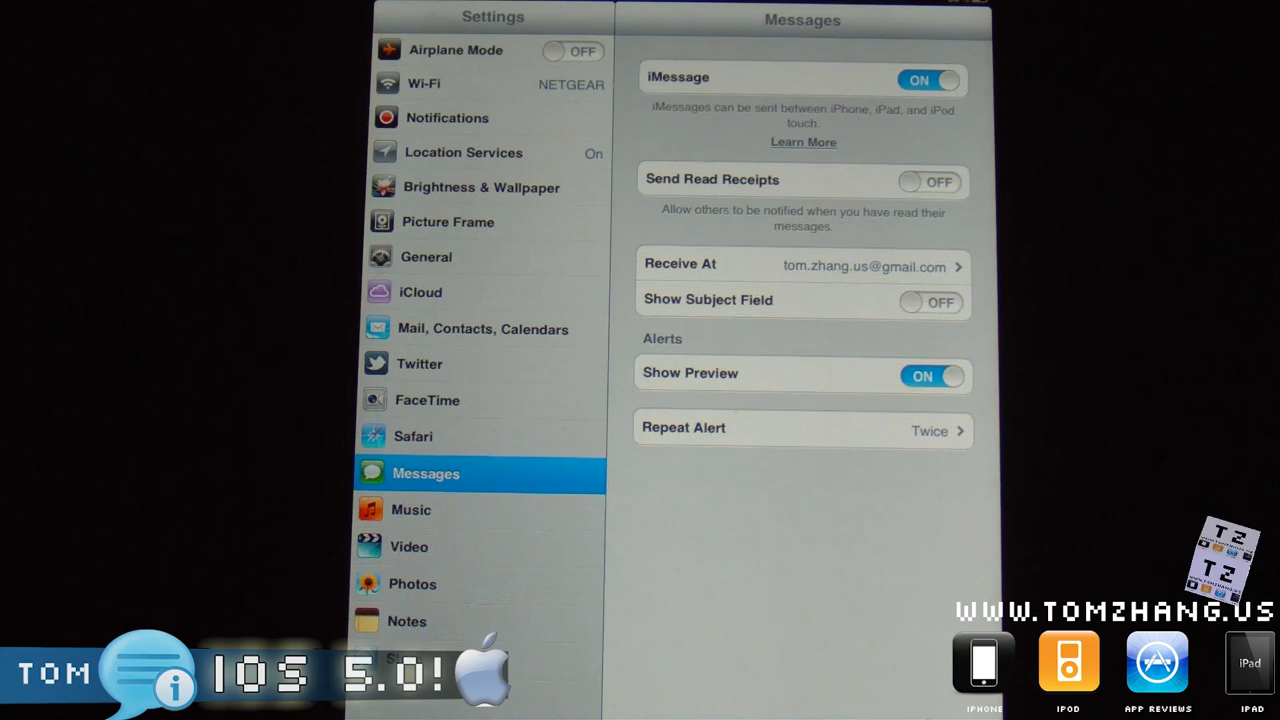 Settings
Airplane Mode OFF
Wi-Fi NETGEAR
Notifications
Location Services On
Brightness & Wallpaper
Picture Frame
General
iCloud
Mail, Contacts, Calendars
Twitter
FaceTime
Safari
Messages
Music
Video
Photos
Notes
Messages
iMessage ON
iMessages can be sent between iPhone, iPad, and iPod
touch.
Learn More
Send Read Receipts OFF
Allow others to be notified when you have read their
messages.
Receive At tom.zhang.us@gmail.com
Show Subject Field OFF
Alerts
Show Preview ON
Repeat Alert Twice
TZ
TZ
WWW.TOMZHANG.US
iPad
IPHONE IPOD APP REVIEWS IPAD
TOM i IOS 5.0!